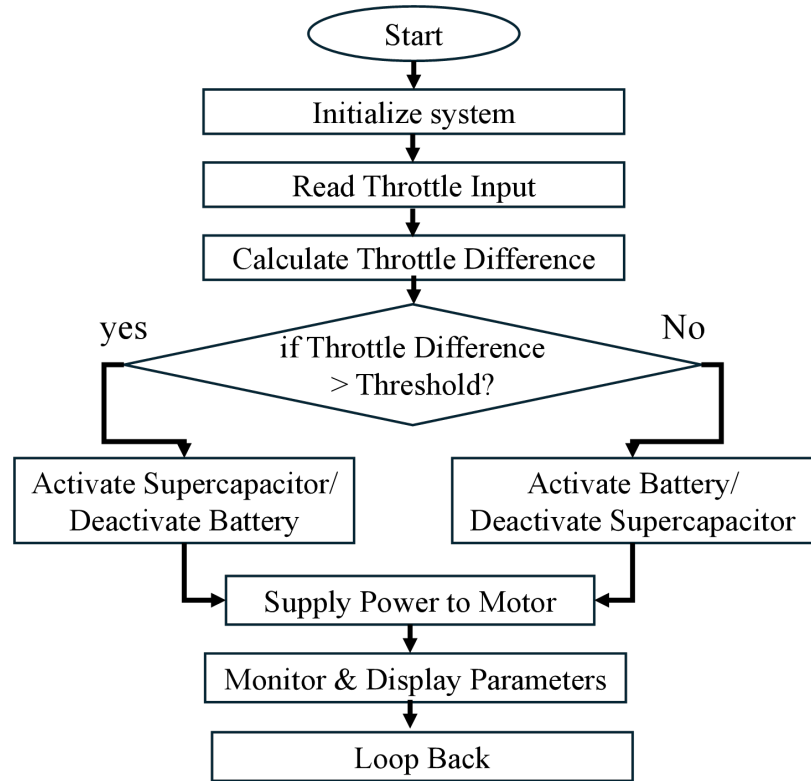 Start
Initialize system
Read Throttle Input
Calculate Throttle Difference
yes
No
if Throttle Difference
> Threshold?
Activate Supercapacitor/
Deactivate Battery
Activate Battery/
Deactivate Supercapacitor
Supply Power to Motor
Monitor & Display Parameters
Loop Back